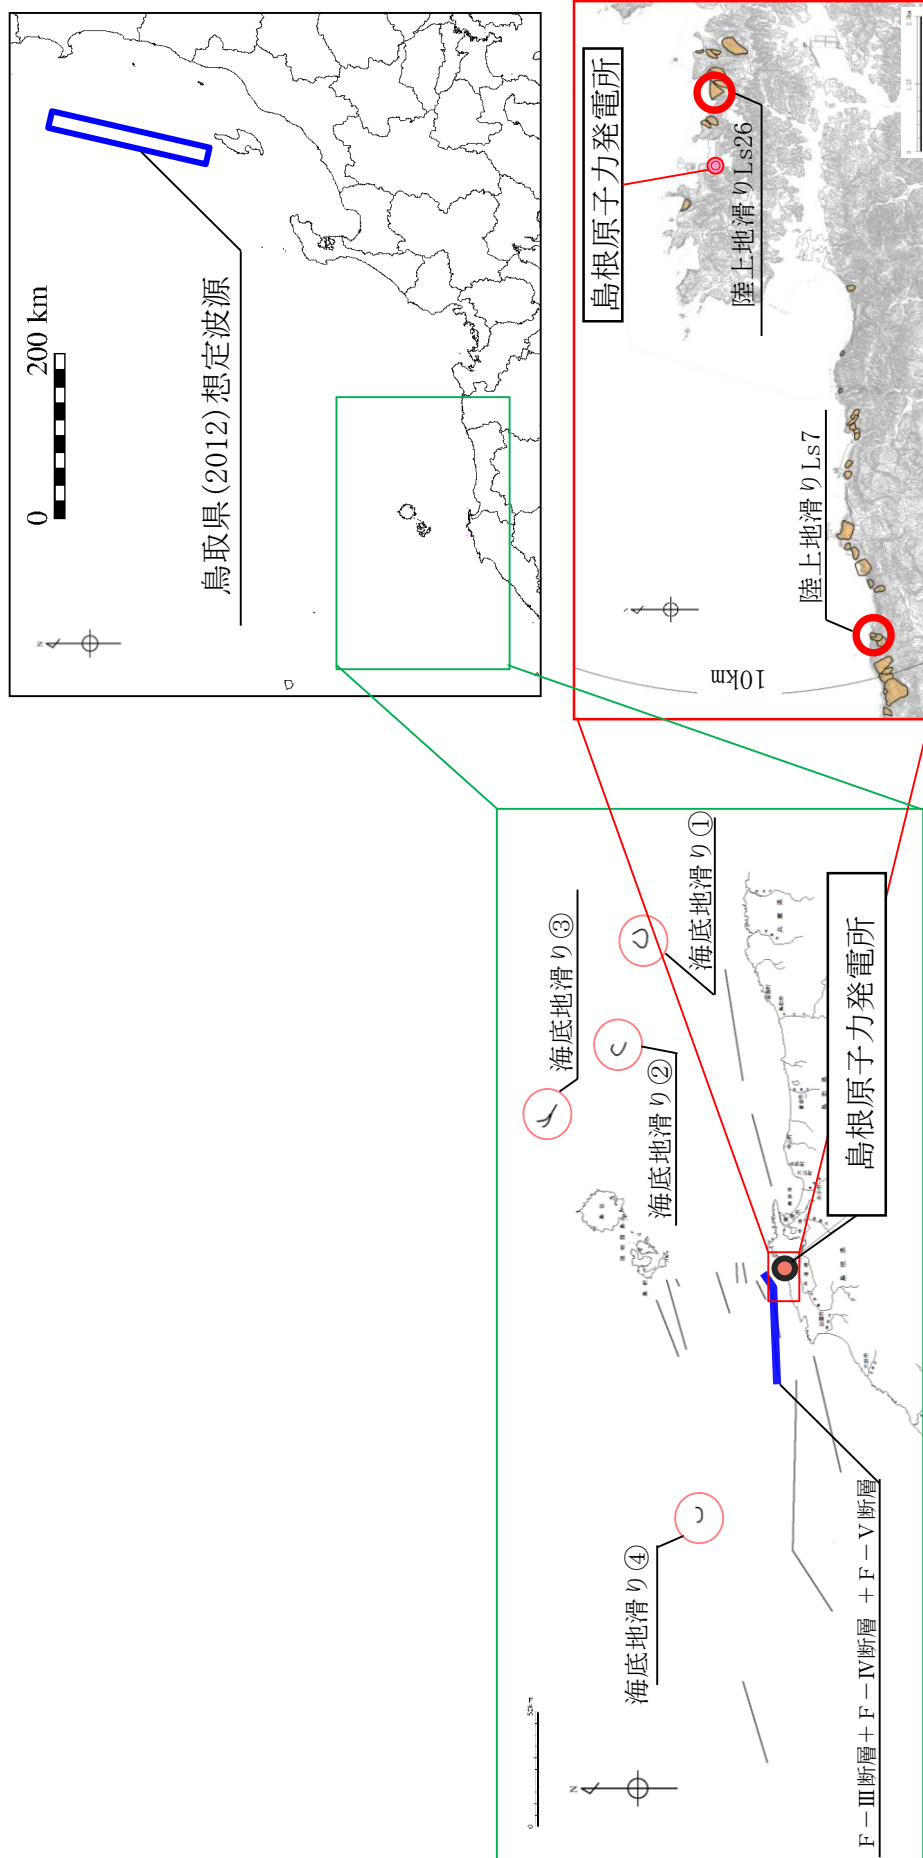 0
200 km
N
鳥取県(2012)想定波源
島根原子力発電所
陸上地滑りLs26
陸上地滑りLs7
10km
海底地滑り③
海底地滑り①
海底地滑り②
海底地滑り④
島根原子力発電所
0
50km
N
F－Ⅲ断層＋F－Ⅳ断層 ＋F－Ⅴ断層